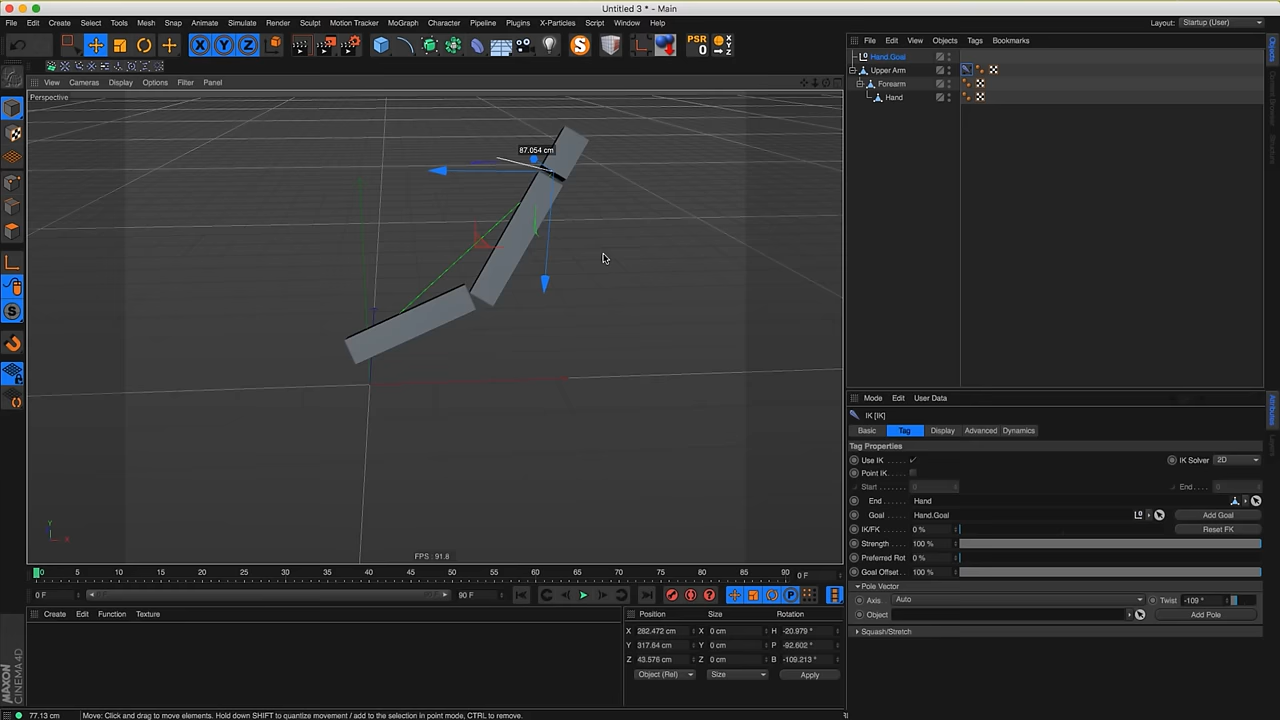 Untitled 3 * - Main
File Edit Create Select Tools Mesh Snap Animate Simulate Render Sculpt Motion Tracker MoGraph Character Pipeline Plugins X-Particles Script Window Help Layout: Startup (User)
PSR
0
X
Y
Z
File Edit View Objects Tags Bookmarks
Hand.Goal
Upper Arm
Forearm
Hand
View Cameras Display Options Filter Panel
Perspective
87.054 cm
Y
X
FPS : 91.8
Mode Edit User Data
IK [IK]
Basic Tag Display Advanced Dynamics
Tag Properties
Use IK ✓ IK Solver 2D
Point IK
Start 0 End 0
End Hand
Goal Hand.Goal Add Goal
IK/FK 0 % Reset FK
Strength 100 %
Preferred Rot 0 %
Goal Offset 100 %
Pole Vector
Axis Auto Twist -109 °
Object Add Pole
Squash/Stretch
0 5 10 15 20 25 30 35 40 45 50 55 60 65 70 75 80 85 90 0 F
0 F 0 F 90 F 90 F
Create Edit Function Texture
Position Size Rotation
X 282.472 cm X 0 cm H -20.979 °
Y 317.64 cm Y 0 cm P -92.602 °
Z 43.576 cm Z 0 cm B -109.213 °
Object (Rel) Size Apply
MAXON
CINEMA 4D
Objects
Attributes
77.13 cm Move: Click and drag to move elements. Hold down SHIFT to quantize movement / add to the selection in point mode, CTRL to remove.